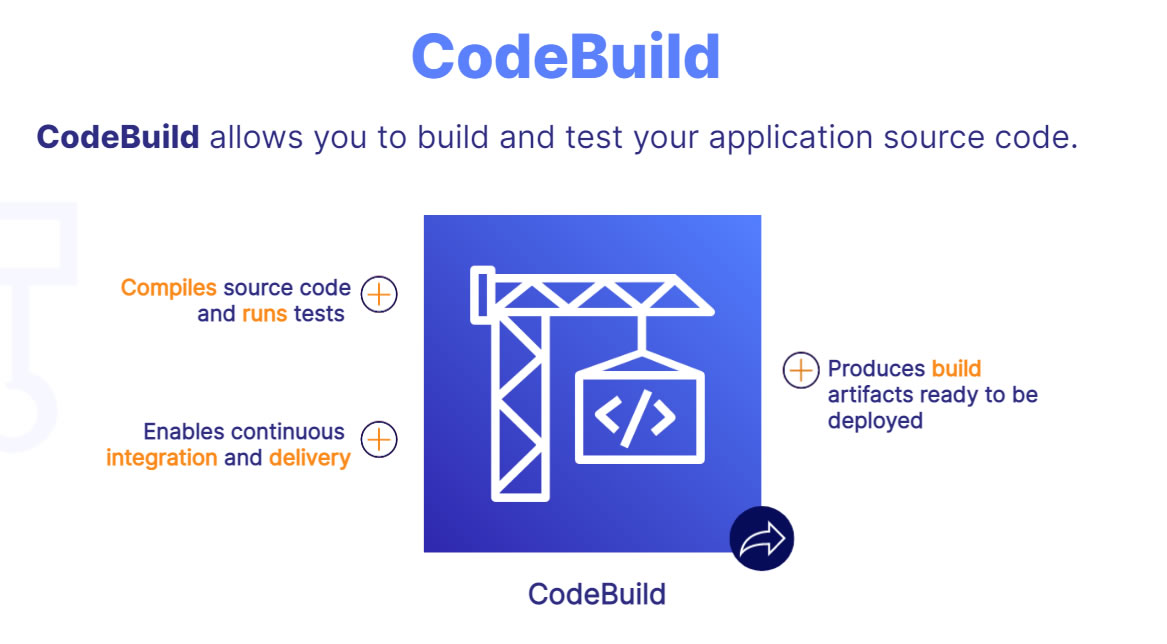 CodeBuild
CodeBuild allows you to build and test your application source code.
Compiles source code
and runs tests
Enables continuous
integration and delivery
</>
Produces build
artifacts ready to be
deployed
CodeBuild